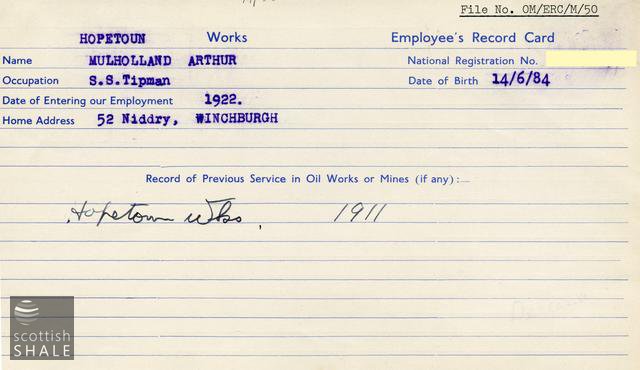 File No. OM/ERC/M/50
HOPETOUN Works Employee's Record Card
Name MULHOLLAND ARTHUR National Registration No.
Occupation S.S.Tipman Date of Birth 14/6/84
Date of Entering our Employment 1922.
Home Address 52 Niddry, WINCHBURGH
Record of Previous Service in Oil Works or Mines (if any):—
Hopetoun Wks. 1911
scottish
SHALE